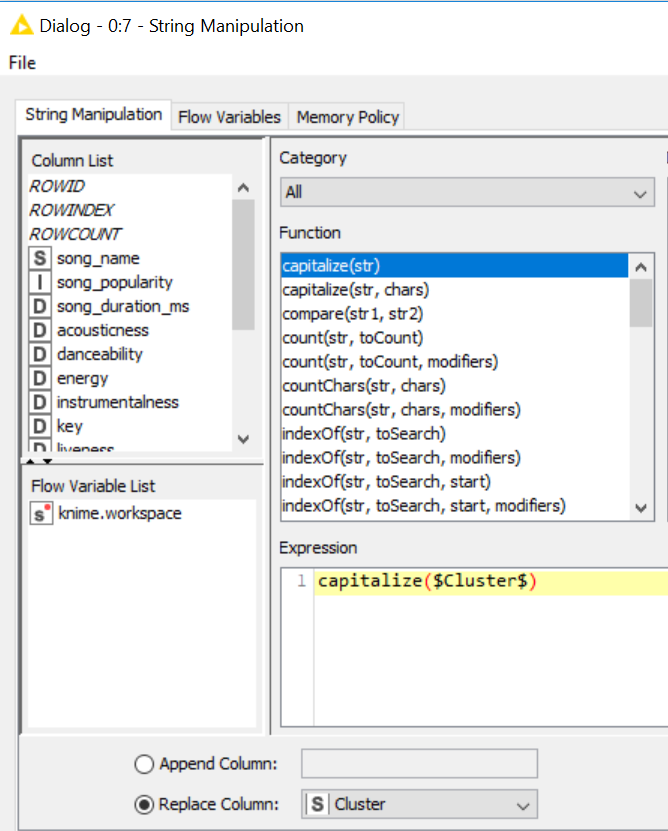 Dialog - 0:7 - String Manipulation
File
String Manipulation
Flow Variables
Memory Policy
Column List
ROWID
ROWINDEX
ROWCOUNT
S song_name
I song_popularity
D song_duration_ms
D acousticness
D danceability
D energy
D instrumentalness
D key
D liveness
Flow Variable List
s knime.workspace
Category
All
Function
capitalize(str)
capitalize(str, chars)
compare(str1, str2)
count(str, toCount)
count(str, toCount, modifiers)
countChars(str, chars)
countChars(str, chars, modifiers)
indexOf(str, toSearch)
indexOf(str, toSearch, modifiers)
indexOf(str, toSearch, start)
indexOf(str, toSearch, start, modifiers)
Expression
1 capitalize($Cluster$)
Append Column:
Replace Column:
S Cluster